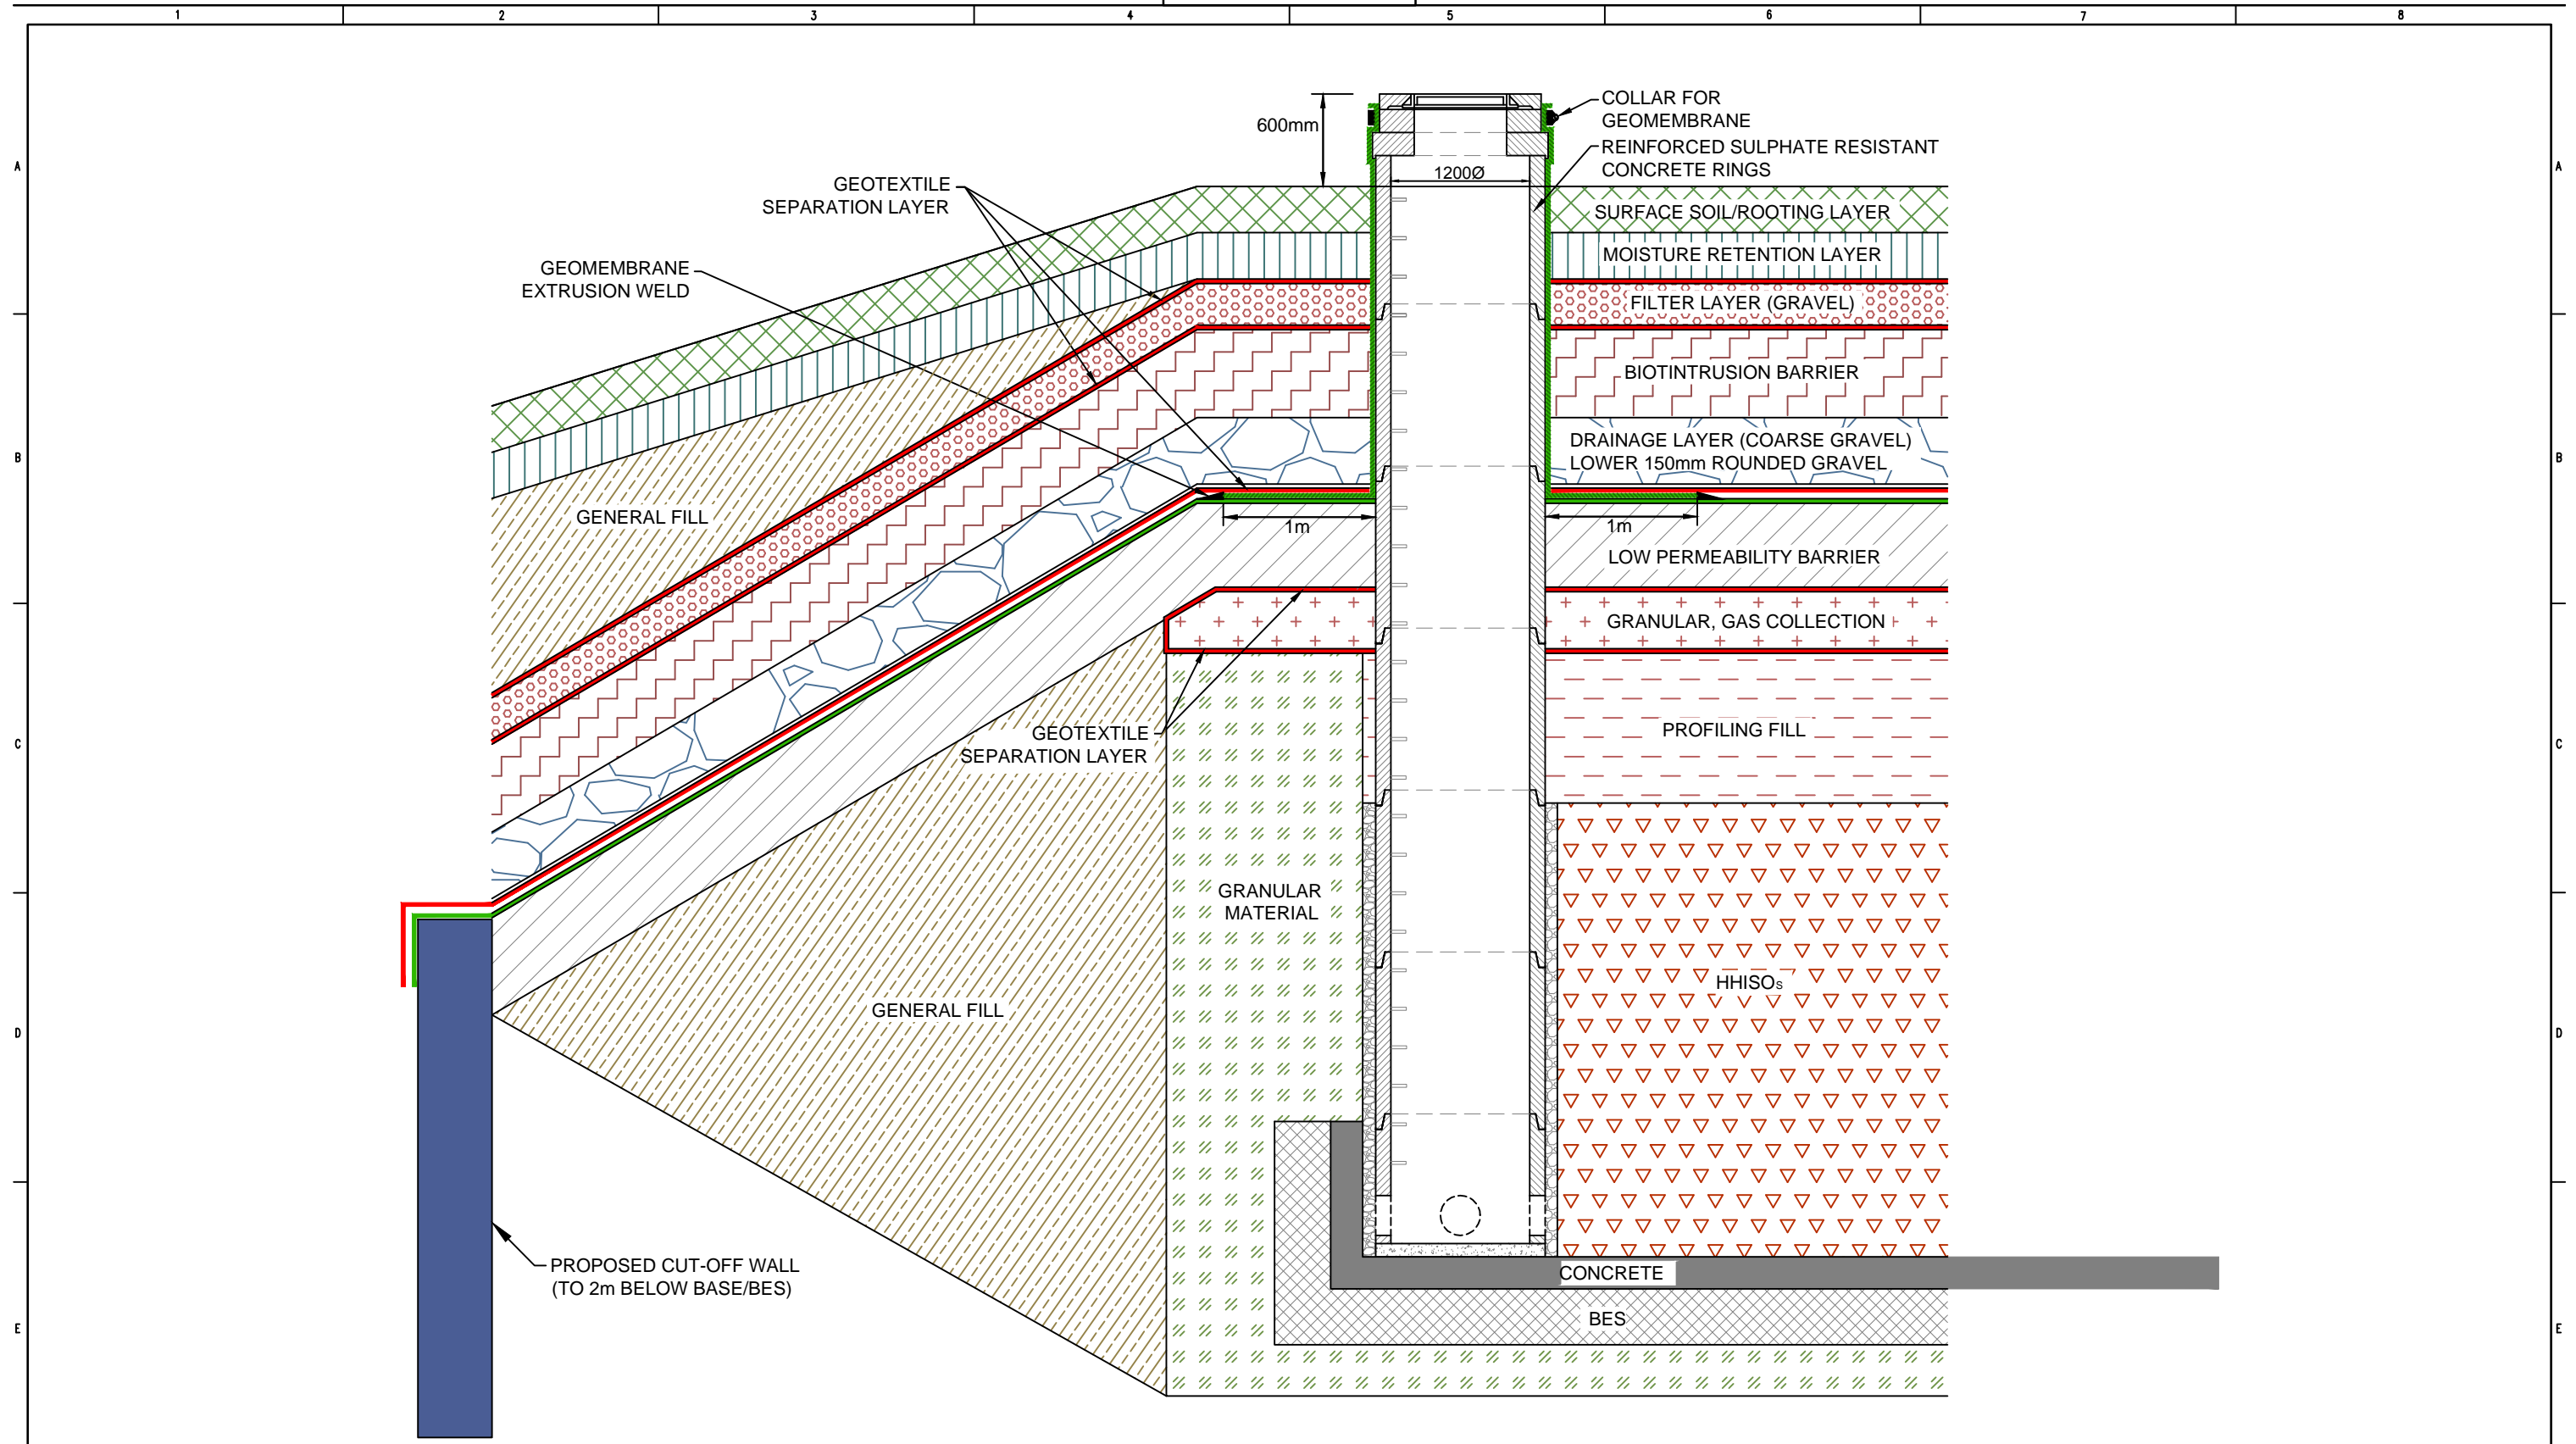 1 2 3 4 5 6 7 8
COLLAR FOR
GEOMEMBRANE
600mm
REINFORCED SULPHATE RESISTANT
CONCRETE RINGS
A
A
1200Ø
GEOTEXTILE
SEPARATION LAYER
SURFACE SOIL/ROOTING LAYER
MOISTURE RETENTION LAYER
GEOMEMBRANE
EXTRUSION WELD
FILTER LAYER (GRAVEL)
BIOTINTRUSION BARRIER
DRAINAGE LAYER (COARSE GRAVEL)
LOWER 150mm ROUNDED GRAVEL
B
B
GENERAL FILL
1m
1m
LOW PERMEABILITY BARRIER
GRANULAR, GAS COLLECTION
GEOTEXTILE
SEPARATION LAYER
PROFILING FILL
C
C
GRANULAR
MATERIAL
HHISOs
GENERAL FILL
D
D
PROPOSED CUT-OFF WALL
(TO 2m BELOW BASE/BES)
CONCRETE
BES
E
E